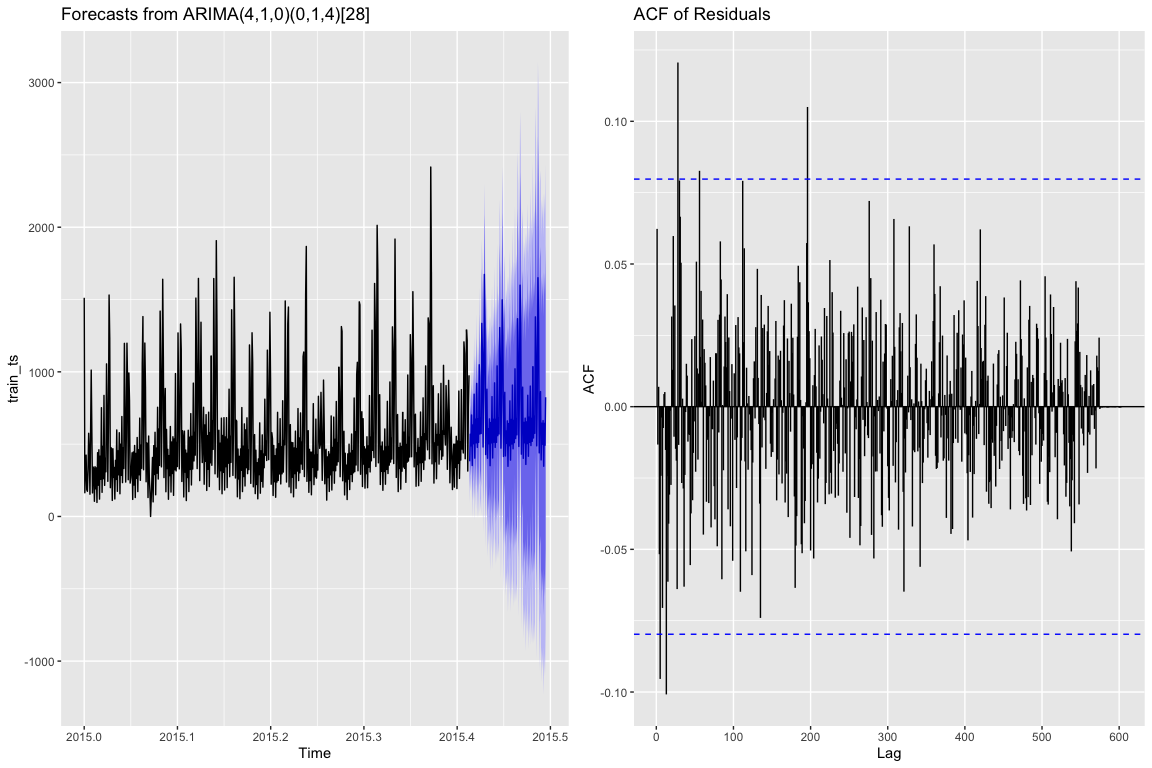 Forecasts from ARIMA(4,1,0)(0,1,4)[28]
train_ts
3000
2000
1000
0
-1000
2015.0 2015.1 2015.2 2015.3 2015.4 2015.5
Time
ACF of Residuals
ACF
0.10
0.05
0.00
-0.05
-0.10
0 100 200 300 400 500 600
Lag